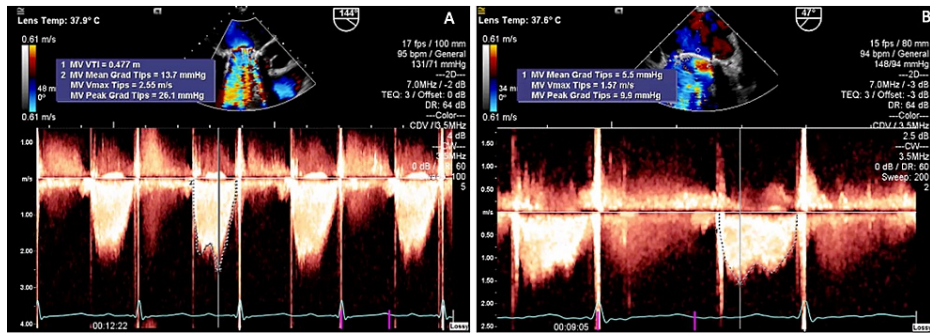 Lens Temp: 37.9° C
144°
A
0.61 m/s
17 fps / 100 mm
95 bpm / General
131/71 mmHg
---2D---
7.0MHz / -2 dB
TEQ: 3 / Offset: 0 dB
DR: 64 dB
---Color---
CDV / 3.5MHz
4 dB
---CW---
3.5MHz
0 dB / DR: 60
100
5
1 MV VTI = 0.477 m
2 MV Mean Grad Tips = 13.7 mmHg
MV Vmax Tips = 2.55 m/s
MV Peak Grad Tips = 26.1 mmHg
48 m
0°
0.61 m/s
1.00
m/s
1.00
2.00
3.00
4.00
00:12:22
Lossy
Lens Temp: 37.6° C
47°
B
0.61 m/s
15 fps / 80 mm
94 bpm / General
148/94 mmHg
---2D---
7.0MHz / -3 dB
TEQ: 3 / Offset: -3 dB
DR: 64 dB
---Color---
CDV / 3.5MHz
2.5 dB
---CW---
3.5MHz
0 dB / DR: 60
Sweep: 200
2
1 MV Mean Grad Tips = 5.5 mmHg
MV Vmax Tips = 1.57 m/s
MV Peak Grad Tips = 9.9 mmHg
0°
0.61 m/s
1.00
0.50
m/s
0.50
1.00
1.50
2.00
2.50
00:09:05
Lossy